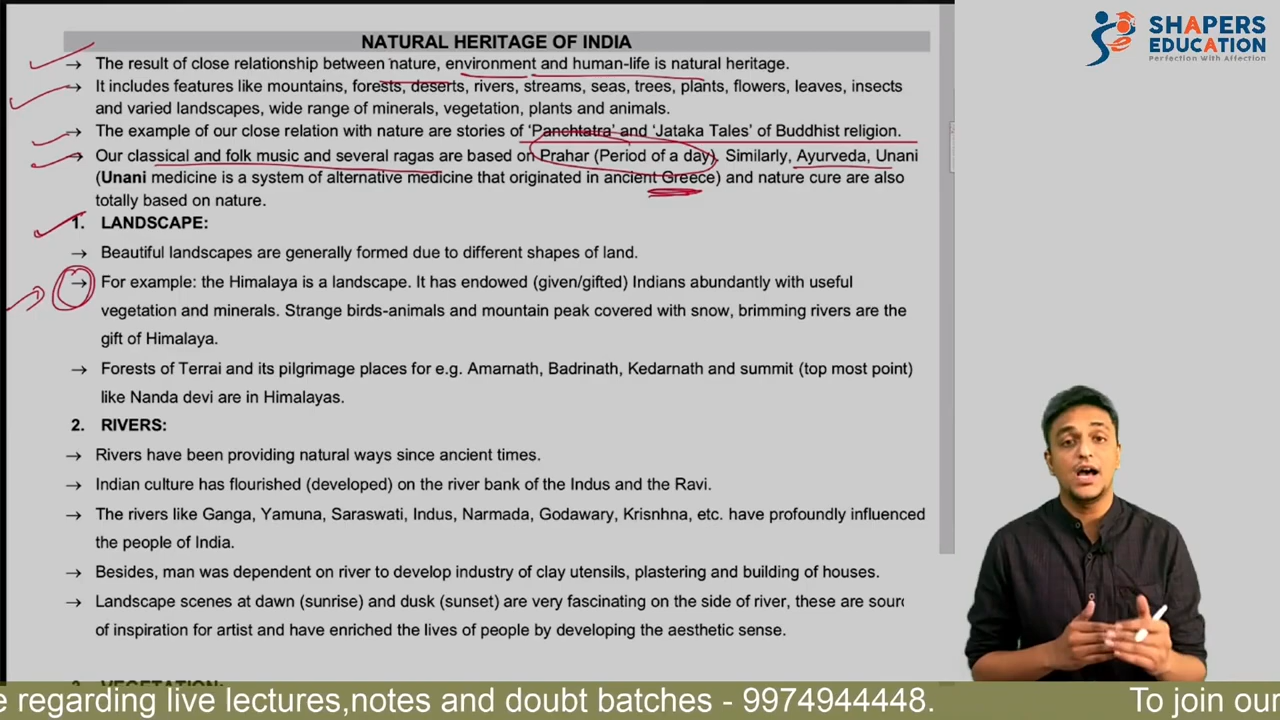 SHAPERS
EDUCATION
Perfection With Affection
NATURAL HERITAGE OF INDIA
→ The result of close relationship between nature, environment and human-life is natural heritage.
→ It includes features like mountains, forests, deserts, rivers, streams, seas, trees, plants, flowers, leaves, insects
and varied landscapes, wide range of minerals, vegetation, plants and animals.
→ The example of our close relation with nature are stories of ‘Panchtatra’ and ‘Jataka Tales’ of Buddhist religion.
→ Our classical and folk music and several ragas are based on Prahar (Period of a day). Similarly, Ayurveda, Unani
(Unani medicine is a system of alternative medicine that originated in ancient Greece) and nature cure are also
totally based on nature.
1. LANDSCAPE:
→ Beautiful landscapes are generally formed due to different shapes of land.
→ For example: the Himalaya is a landscape. It has endowed (given/gifted) Indians abundantly with useful
vegetation and minerals. Strange birds-animals and mountain peak covered with snow, brimming rivers are the
gift of Himalaya.
→ Forests of Terrai and its pilgrimage places for e.g. Amarnath, Badrinath, Kedarnath and summit (top most point)
like Nanda devi are in Himalayas.
2. RIVERS:
→ Rivers have been providing natural ways since ancient times.
→ Indian culture has flourished (developed) on the river bank of the Indus and the Ravi.
→ The rivers like Ganga, Yamuna, Saraswati, Indus, Narmada, Godawary, Krisnhna, etc. have profoundly influenced
the people of India.
→ Besides, man was dependent on river to develop industry of clay utensils, plastering and building of houses.
→ Landscape scenes at dawn (sunrise) and dusk (sunset) are very fascinating on the side of river, these are sourc
of inspiration for artist and have enriched the lives of people by developing the aesthetic sense.
3. VEGETATION:
e regarding live lectures,notes and doubt batches - 9974944448. To join our